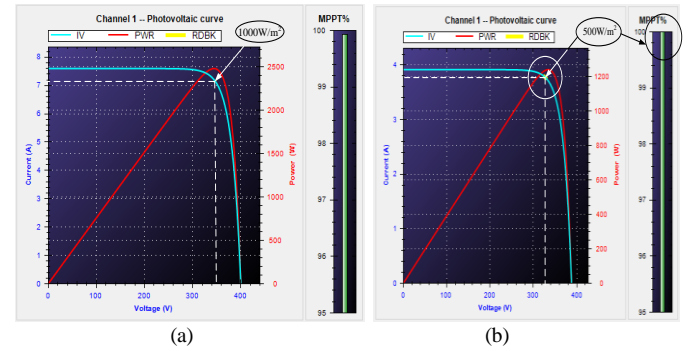 Channel 1 -- Photovoltaic curve
IV PWR RDBK
1000W/m²
MPPT%
100
99
98
97
96
95
8
7
6
5
4
3
2
1
0
Current (A)
2500
2000
1500
1000
500
0
Power (W)
0 100 200 300 400
Voltage (V)
(a)
Channel 1 -- Photovoltaic curve
IV PWR RDBK
500W/m²
MPPT%
100
99
98
97
96
95
4
3
2
1
0
Current (A)
1200
1000
800
600
400
200
0
Power (W)
0 100 200 300 400
Voltage (V)
(b)